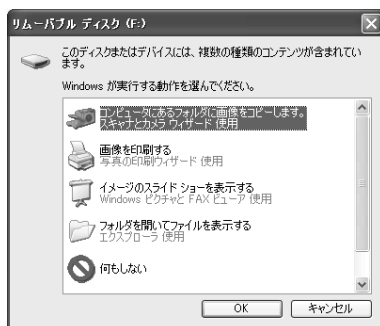 リムーバブル ディスク (F:)
このディスクまたはデバイスには、複数の種類のコンテンツが含まれてい
ます。
Windows が実行する動作を選んでください。
コンピュータにあるフォルダに画像をコピーします。
スキャナとカメラ ウィザード 使用
画像を印刷する
写真の印刷ウィザード 使用
イメージのスライド ショーを表示する
Windows ピクチャと FAX ビューア 使用
フォルダを開いてファイルを表示する
エクスプローラ 使用
何もしない
OK
キャンセル